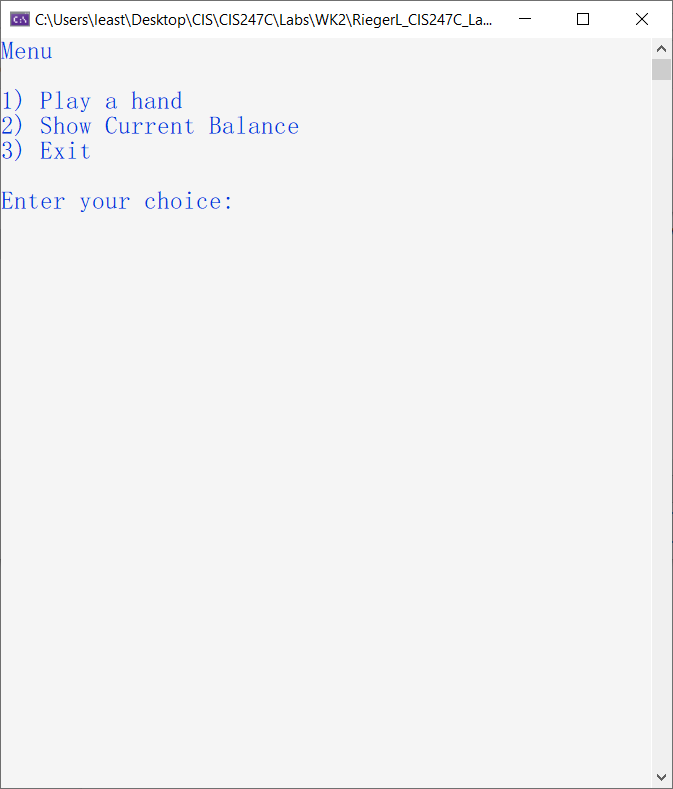 C:\Users\least\Desktop\CIS\CIS247C\Labs\WK2\RiegerL_CIS247C_La...
Menu
1) Play a hand
2) Show Current Balance
3) Exit
Enter your choice: